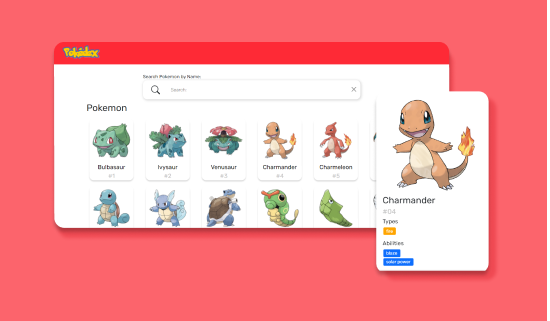 Pokédex
Search Pokemon by Name:
Search
Pokemon
Bulbasaur
#1
Ivysaur
#2
Venusaur
#3
Charmander
#4
Charmeleon
#5
Charmander
#04
Types
fire
Abilities
blaze
solar power